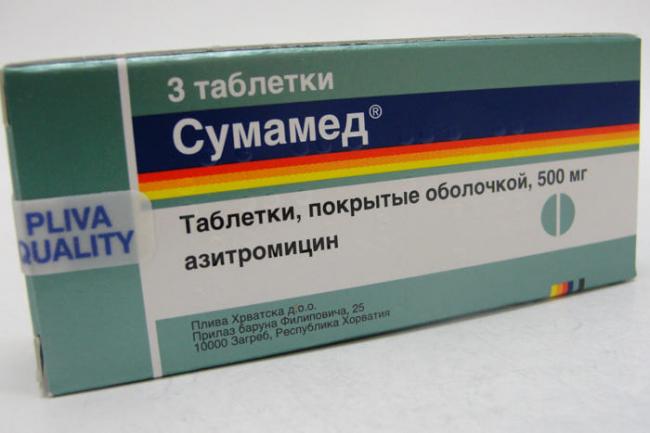 3 таблетки
Сумамед®
PLIVA
QUALITY
Таблетки, покрытые оболочкой, 500 мг
азитромицин
Плива Хрватска д.о.о.
Прилаз баруна Филиповича, 25
10000 Загреб, Республика Хорватия